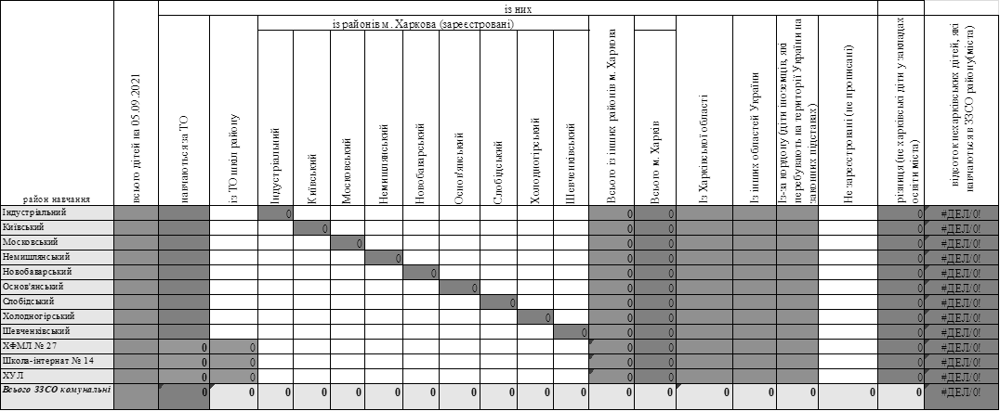 із них
із районів м. Харкова (зареєстровані)
район навчання
всього дітей на 05.09.2021
навчаються за ТО
із ТО шкіл району
Індустріальний
Київський
Московський
Немишлянський
Новобаварський
Основ'янський
Слобідський
Холодногірський
Шевченківський
Всього із інших районів м. Харкова
Всього м. Харків
Із Харківської області
Із інших областей України
Із-за кордону (діти іноземців, які
перебувають на території України на
законних підставах)
Не зареєстровані (не прописані)
різниця (не харківські діти у закладах
освіти міста)
відсоток нехарківських дітей, які
навчаються в ЗЗСО району(міста)
Індустріальний 0 0 0 0 #ДЕЛ/0!
Київський 0 0 0 0 #ДЕЛ/0!
Московський 0 0 0 0 #ДЕЛ/0!
Немишлянський 0 0 0 0 #ДЕЛ/0!
Новобаварський 0 0 0 0 #ДЕЛ/0!
Основ'янський 0 0 0 0 #ДЕЛ/0!
Слобідський 0 0 0 0 #ДЕЛ/0!
Холодногірський 0 0 0 0 #ДЕЛ/0!
Шевченківський 0 0 0 0 #ДЕЛ/0!
ХФМЛ № 27 0 0 0 0 0 #ДЕЛ/0!
Школа-інтернат № 14 0 0 0 0 0 #ДЕЛ/0!
ХУЛ 0 0 0 0 0 #ДЕЛ/0!
Всього ЗЗСО комунальні 0 0 0 0 0 0 0 0 0 0 0 0 0 0 0 0 0 0 #ДЕЛ/0!